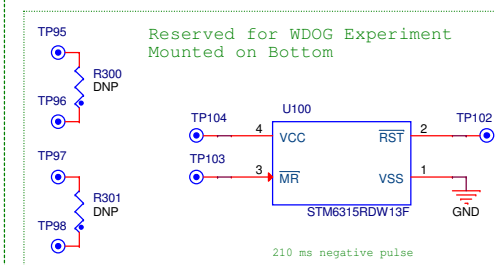 Reserved for WDOG Experiment
Mounted on Bottom
TP95
R300
DNP
TP96
TP97
R301
DNP
TP98
U100
TP104
4
VCC
RST
2
TP102
TP103
3
MR
VSS
1
STM6315RDW13F
GND
210 ms negative pulse